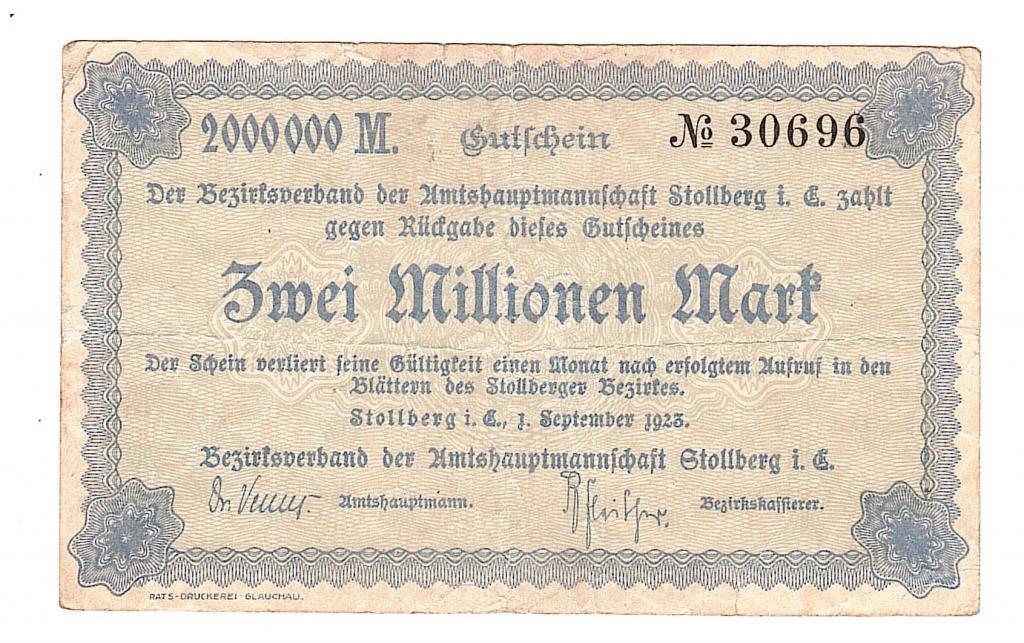 2000000 M. Gutschein № 30696
Der Bezirksverband der Amtshauptmannschaft Stollberg i. E. zahlt
gegen Rückgabe dieses Gutscheines
Zwei Millionen Mark
Der Schein verliert seine Gültigkeit einen Monat nach erfolgtem Aufruf in den
Blättern des Stollberger Bezirkes.
Stollberg i. E., 1. September 1923.
Bezirksverband der Amtshauptmannschaft Stollberg i. E.
Amtshauptmann. Bezirkskassierer.
RATS-DRUCKEREI GLAUCHAU.